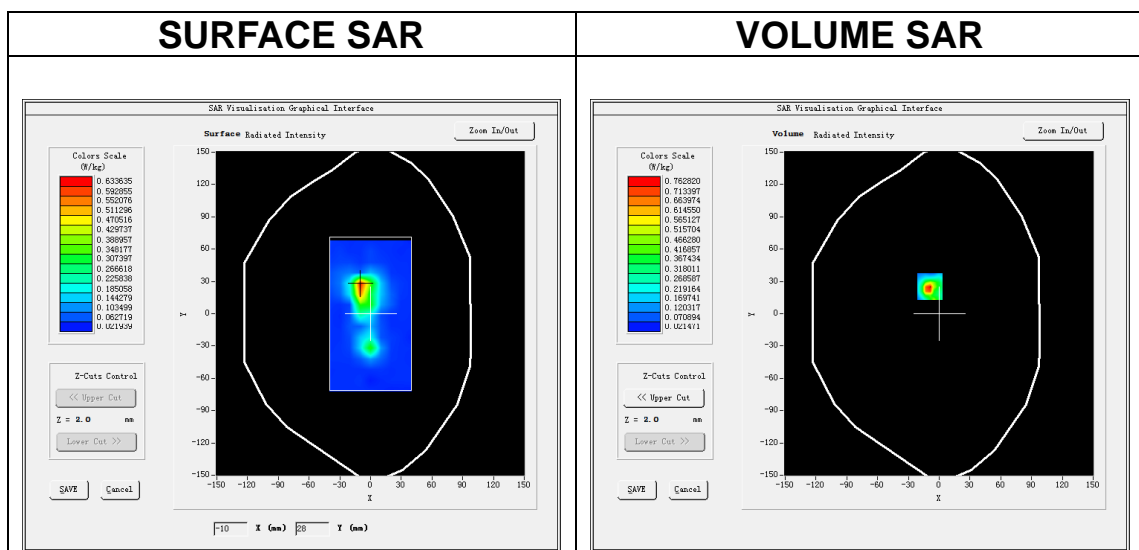 SURFACE SAR
SAR Visualisation Graphical Interface
Surface Radiated Intensity
Zoom In/Out
Colors Scale
(W/kg)
0.633635
0.592855
0.552076
0.511296
0.470516
0.429737
0.388957
0.348177
0.307397
0.266618
0.225838
0.185058
0.144279
0.103499
0.062719
0.021939
Z-Cuts Control
<< Upper Cut
Z = 2.0 mm
Lower Cut >>
SAVE Cancel
150
120
90
60
30
0
-30
-60
-90
-120
-150
Y
-150 -120 -90 -60 -30 0 30 60 90 120 150
X
-10 X (mm) 28 Y (mm)
VOLUME SAR
SAR Visualisation Graphical Interface
Volume Radiated Intensity
Zoom In/Out
Colors Scale
(W/kg)
0.762820
0.713397
0.663974
0.614550
0.565127
0.515704
0.466280
0.416857
0.367434
0.318011
0.268587
0.219164
0.169741
0.120317
0.070894
0.021471
Z-Cuts Control
<< Upper Cut
Z = 2.0 mm
Lower Cut >>
SAVE Cancel
150
120
90
60
30
0
-30
-60
-90
-120
-150
Y
-150 -120 -90 -60 -30 0 30 60 90 120 150
X